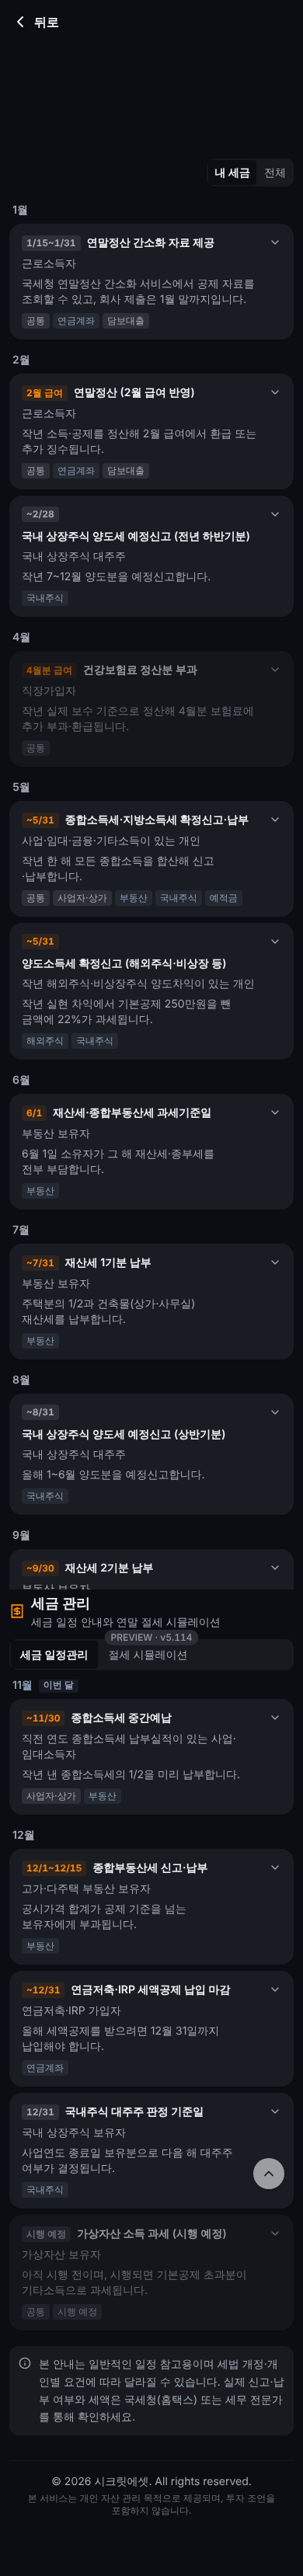 뒤로
내 세금 전체
1월
1/15~1/31 연말정산 간소화 자료 제공
근로소득자
국세청 연말정산 간소화 서비스에서 공제 자료를
조회할 수 있고, 회사 제출은 1월 말까지입니다.
공통 연금계좌 담보대출
2월
2월 급여 연말정산 (2월 급여 반영)
근로소득자
작년 소득·공제를 정산해 2월 급여에서 환급 또는
추가 징수됩니다.
공통 연금계좌 담보대출
~2/28
국내 상장주식 양도세 예정신고 (전년 하반기분)
국내 상장주식 대주주
작년 7~12월 양도분을 예정신고합니다.
국내주식
4월
4월분 급여 건강보험료 정산분 부과
직장가입자
작년 실제 보수 기준으로 정산해 4월분 보험료에
추가 부과·환급됩니다.
공통
5월
~5/31 종합소득세·지방소득세 확정신고·납부
사업·임대·금융·기타소득이 있는 개인
작년 한 해 모든 종합소득을 합산해 신고
·납부합니다.
공통 사업자·상가 부동산 국내주식 예적금
~5/31
양도소득세 확정신고 (해외주식·비상장 등)
작년 해외주식·비상장주식 양도차익이 있는 개인
작년 실현 차익에서 기본공제 250만원을 뺀
금액에 22%가 과세됩니다.
해외주식 국내주식
6월
6/1 재산세·종합부동산세 과세기준일
부동산 보유자
6월 1일 소유자가 그 해 재산세·종부세를
전부 부담합니다.
부동산
7월
~7/31 재산세 1기분 납부
부동산 보유자
주택분의 1/2과 건축물(상가·사무실)
재산세를 납부합니다.
부동산
8월
~8/31
국내 상장주식 양도세 예정신고 (상반기분)
국내 상장주식 대주주
올해 1~6월 양도분을 예정신고합니다.
국내주식
9월
~9/30 재산세 2기분 납부
부동산 보유자
세금 관리
세금 일정 안내와 연말 절세 시뮬레이션
PREVIEW · v5.114
세금 일정관리 절세 시뮬레이션
11월 이번 달
~11/30 종합소득세 중간예납
직전 연도 종합소득세 납부실적이 있는 사업·
임대소득자
작년 낸 종합소득세의 1/2을 미리 납부합니다.
사업자·상가 부동산
12월
12/1~12/15 종합부동산세 신고·납부
고가·다주택 부동산 보유자
공시가격 합계가 공제 기준을 넘는
보유자에게 부과됩니다.
부동산
~12/31 연금저축·IRP 세액공제 납입 마감
연금저축·IRP 가입자
올해 세액공제를 받으려면 12월 31일까지
납입해야 합니다.
연금계좌
12/31 국내주식 대주주 판정 기준일
국내 상장주식 보유자
사업연도 종료일 보유분으로 다음 해 대주주
여부가 결정됩니다.
국내주식
시행 예정 가상자산 소득 과세 (시행 예정)
가상자산 보유자
아직 시행 전이며, 시행되면 기본공제 초과분이
기타소득으로 과세됩니다.
공통 시행 예정
본 안내는 일반적인 일정 참고용이며 세법 개정·개
인별 요건에 따라 달라질 수 있습니다. 실제 신고·납
부 여부와 세액은 국세청(홈택스) 또는 세무 전문가
를 통해 확인하세요.
© 2026 시크릿에셋. All rights reserved.
본 서비스는 개인 자산 관리 목적으로 제공되며, 투자 조언을
포함하지 않습니다.